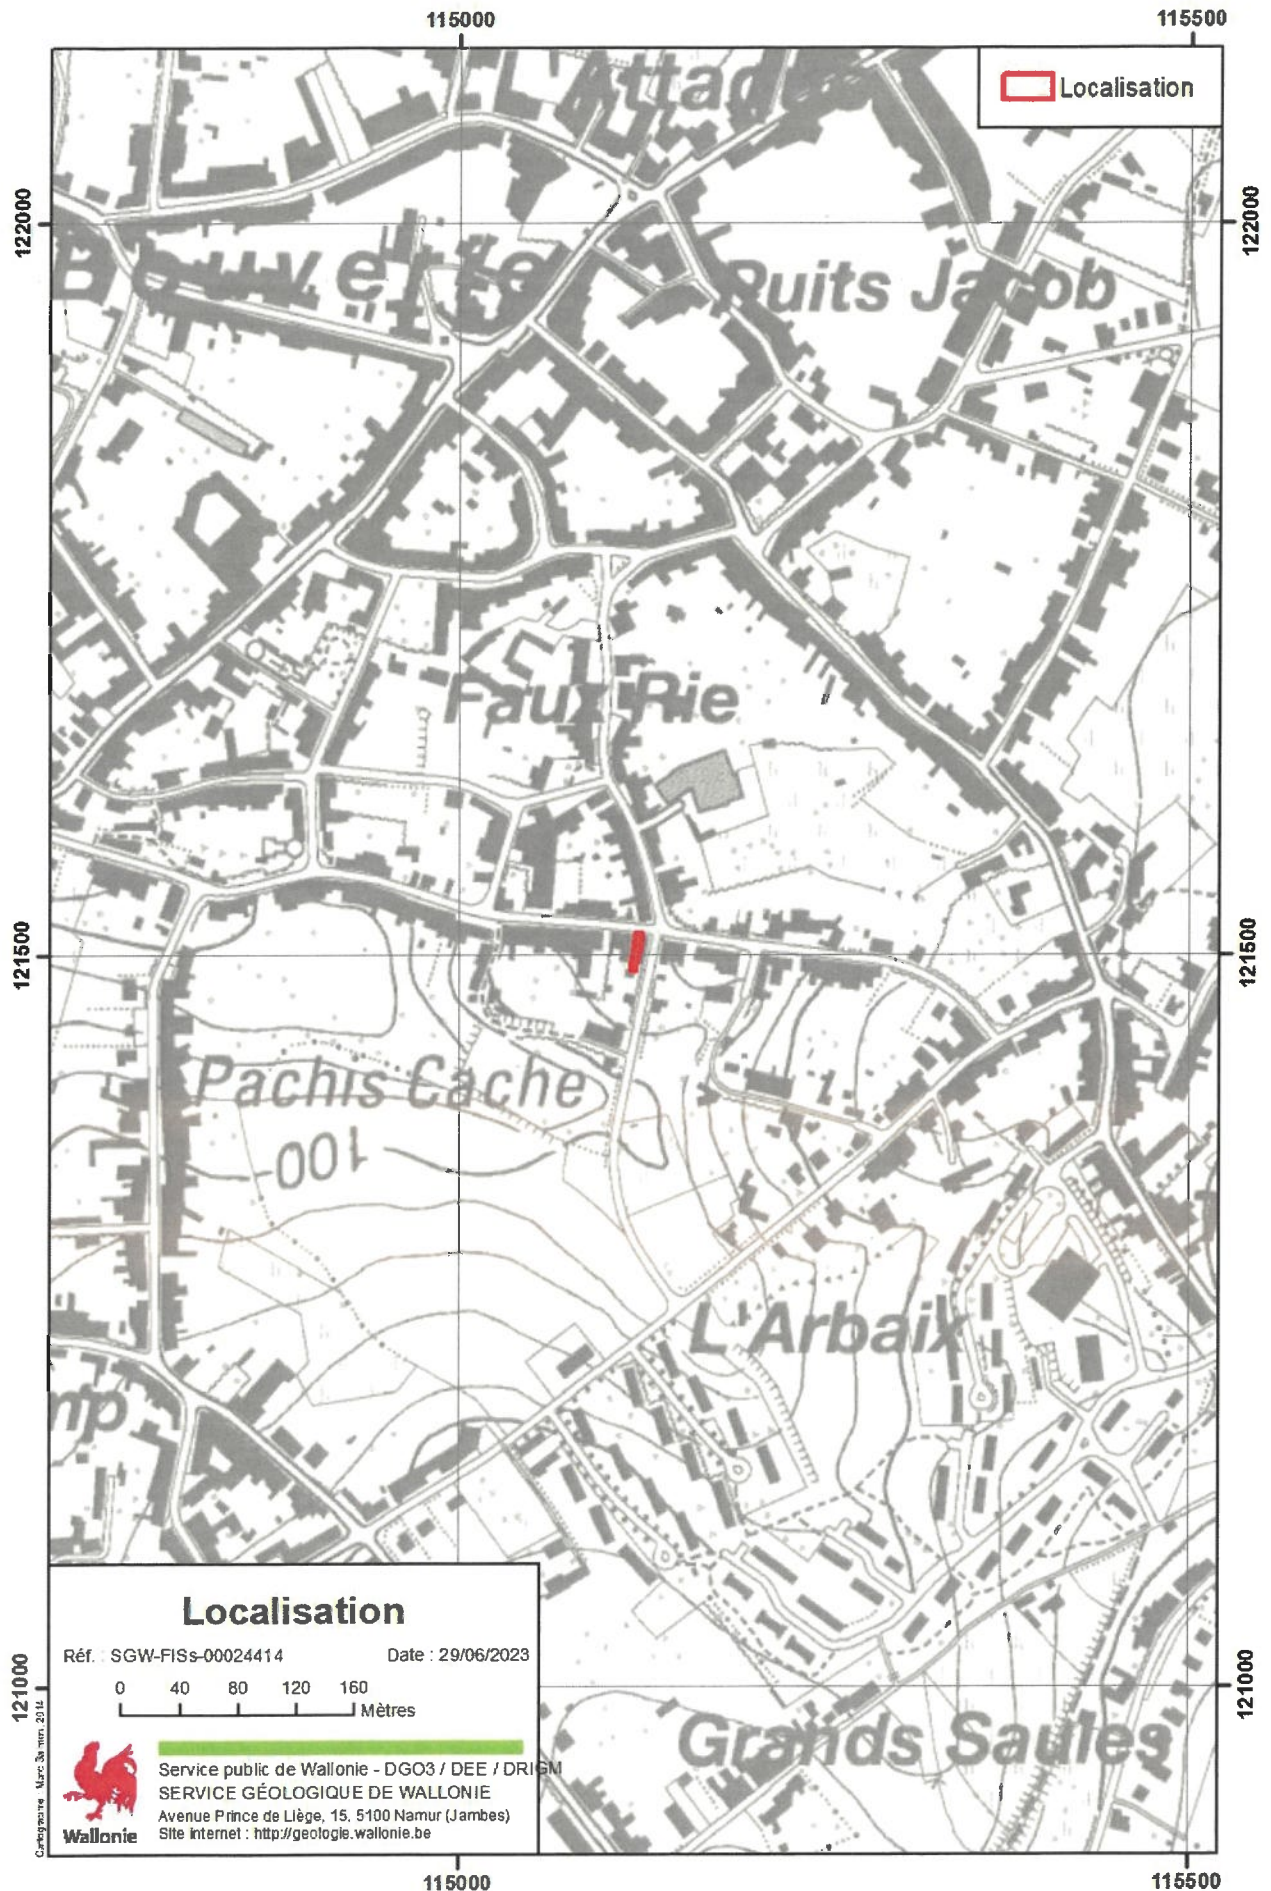 115000
115500
Localisation
L'Attaque
122000
122000
Bouverie
Puits Jacob
Faux Rie
121500
121500
Pachis Cache
100
L'Arbaix
mp
Localisation
Réf. : SGW-FISs-00024414 Date : 29/06/2023
0 40 80 120 160
Mètres
121000
121000
Grands Saules
Service public de Wallonie - DGO3 / DEE / DRIGM
SERVICE GÉOLOGIQUE DE WALLONIE
Avenue Prince de Liège, 15, 5100 Namur (Jambes)
Site Internet : http://geologie.wallonie.be
Wallonie
2014
115000
115500